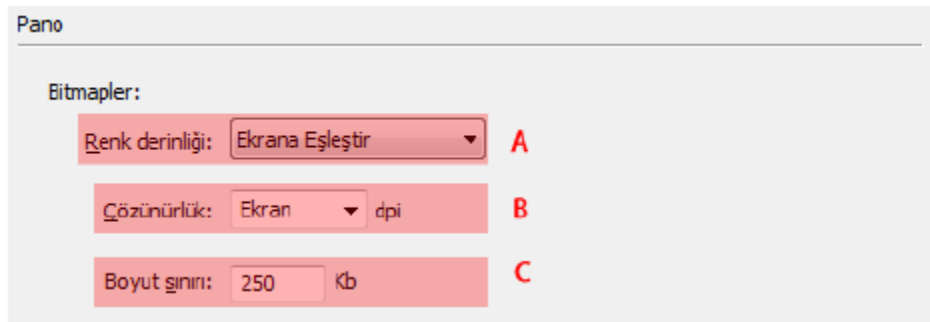 Pano
Bitmapler:
Renk derinliği: Ekrana Eşleştir A
Çözünürlük: Ekran dpi B
Boyut sınırı: 250 Kb C